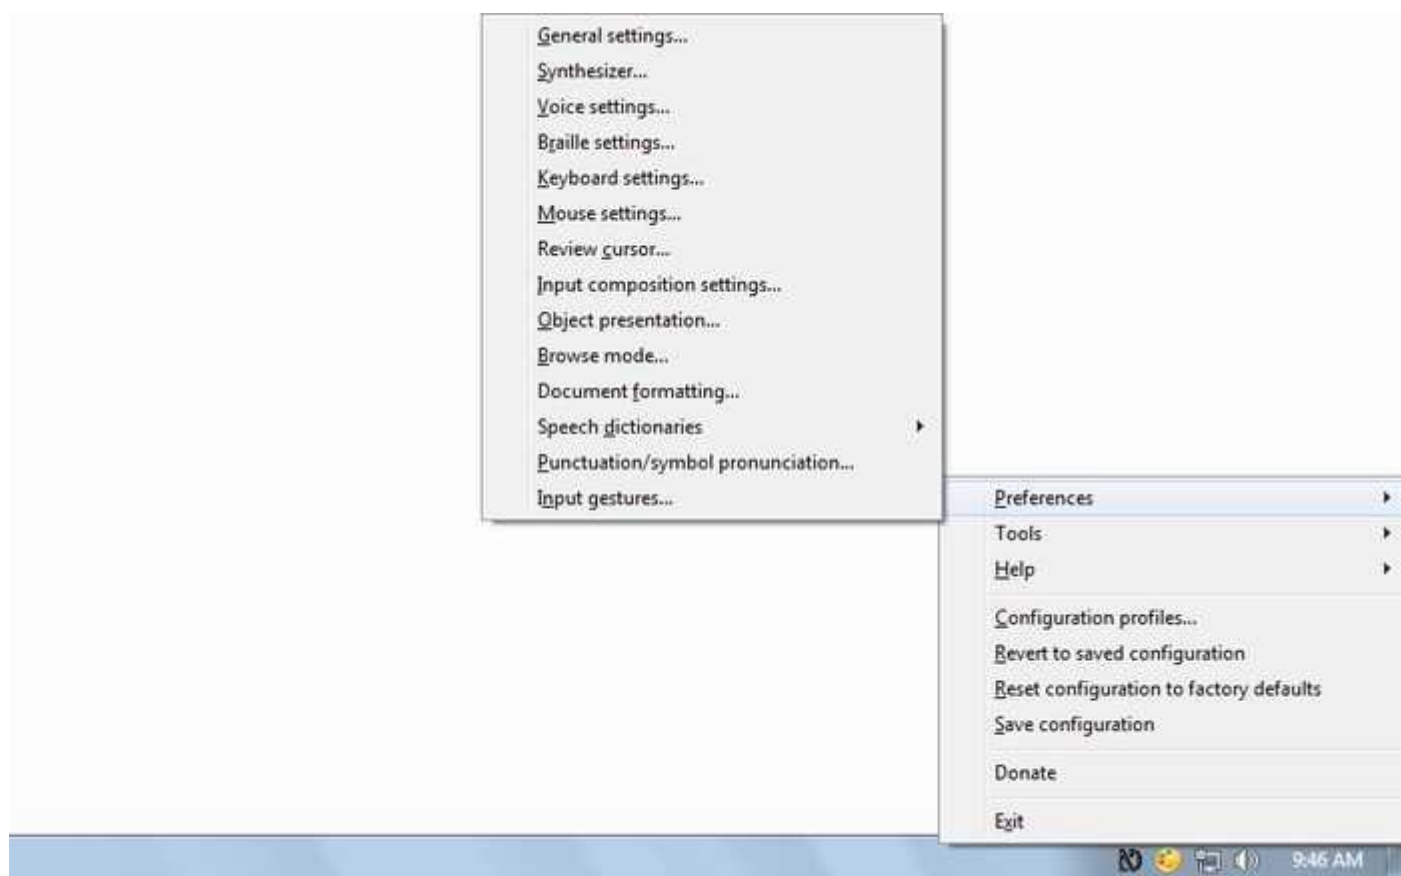 General settings...
Synthesizer...
Voice settings...
Braille settings...
Keyboard settings...
Mouse settings...
Review cursor...
Input composition settings...
Object presentation...
Browse mode...
Document formatting...
Speech dictionaries
Punctuation/symbol pronunciation...
Input gestures...
Preferences
Tools
Help
Configuration profiles...
Revert to saved configuration
Reset configuration to factory defaults
Save configuration
Donate
Exit
9:46 AM